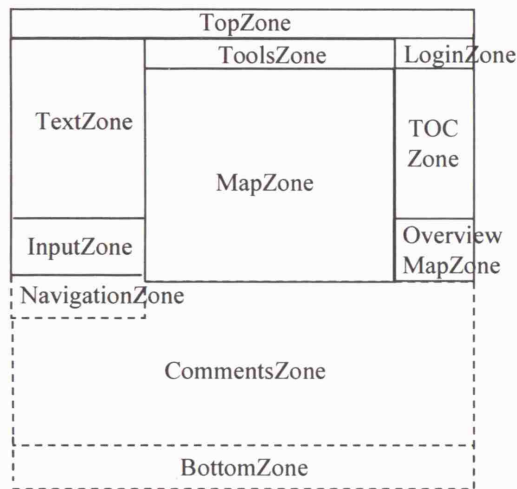 TopZone
ToolsZone
LoginZone
TextZone
TOC
Zone
MapZone
InputZone
Overview
MapZone
NavigationZone
CommentsZone
BottomZone